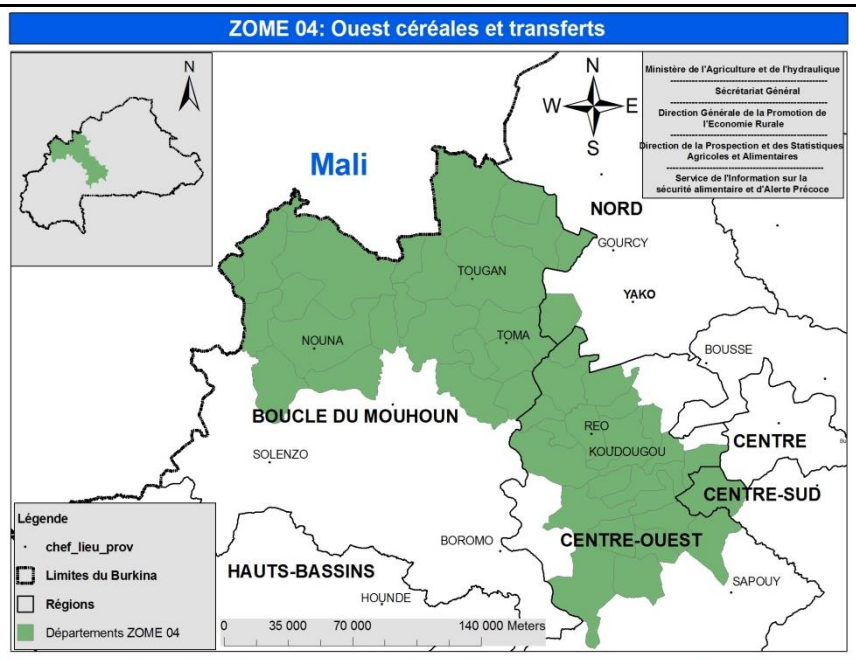 ZOME 04: Ouest céréales et transferts
N
N
W
E
S
Ministère de l'Agriculture et de l'hydraulique
Sécrétariat Général
Direction Générale de la Promotion de
l'Economie Rurale
Direction de la Prospection et des Statistiques
Agricoles et Alimentaires
Service de l'Information sur la
sécurité alimentaire et d'Alerte Précoce
Mali
NORD
GOURCY
TOUGAN
YAKO
NOUNA
TOMA
BOUSSE
BOUCLE DU MOUHOUN
REO
CENTRE
KOUDOUGOU
SOLENZO
CENTRE-SUD
BOROMO
CENTRE-OUEST
HAUTS-BASSINS
SAPOUY
HOUNDE
Légende
chef_lieu_prov
Limites du Burkina
Régions
Départements ZOME 04
0 35 000 70 000 140 000 Meters